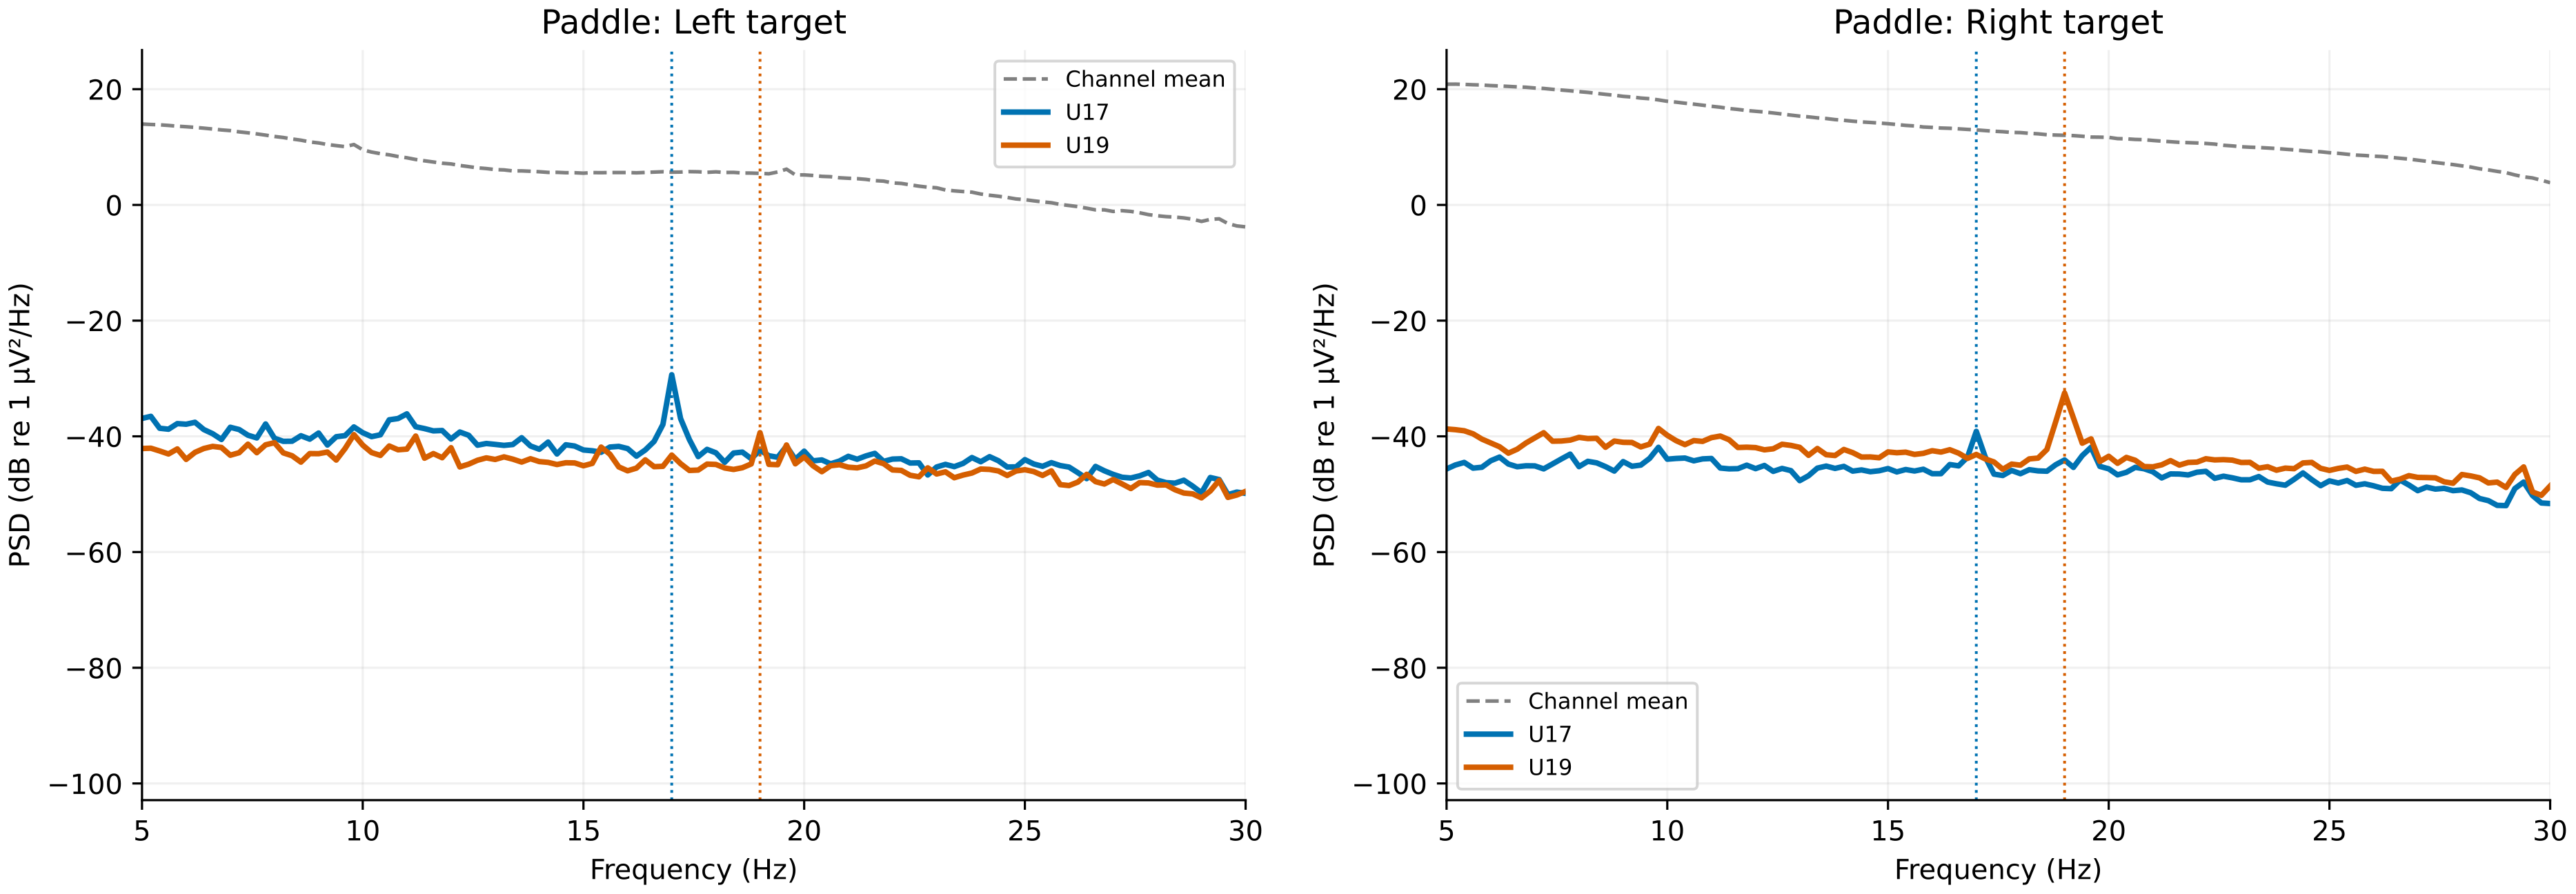 Paddle: Left target
PSD (dB re 1 µV²/Hz)
20
0
−20
−40
−60
−80
−100
Channel mean
U17
U19
5
10
15
20
25
30
Frequency (Hz)
Paddle: Right target
PSD (dB re 1 µV²/Hz)
20
0
−20
−40
−60
−80
−100
Channel mean
U17
U19
5
10
15
20
25
30
Frequency (Hz)